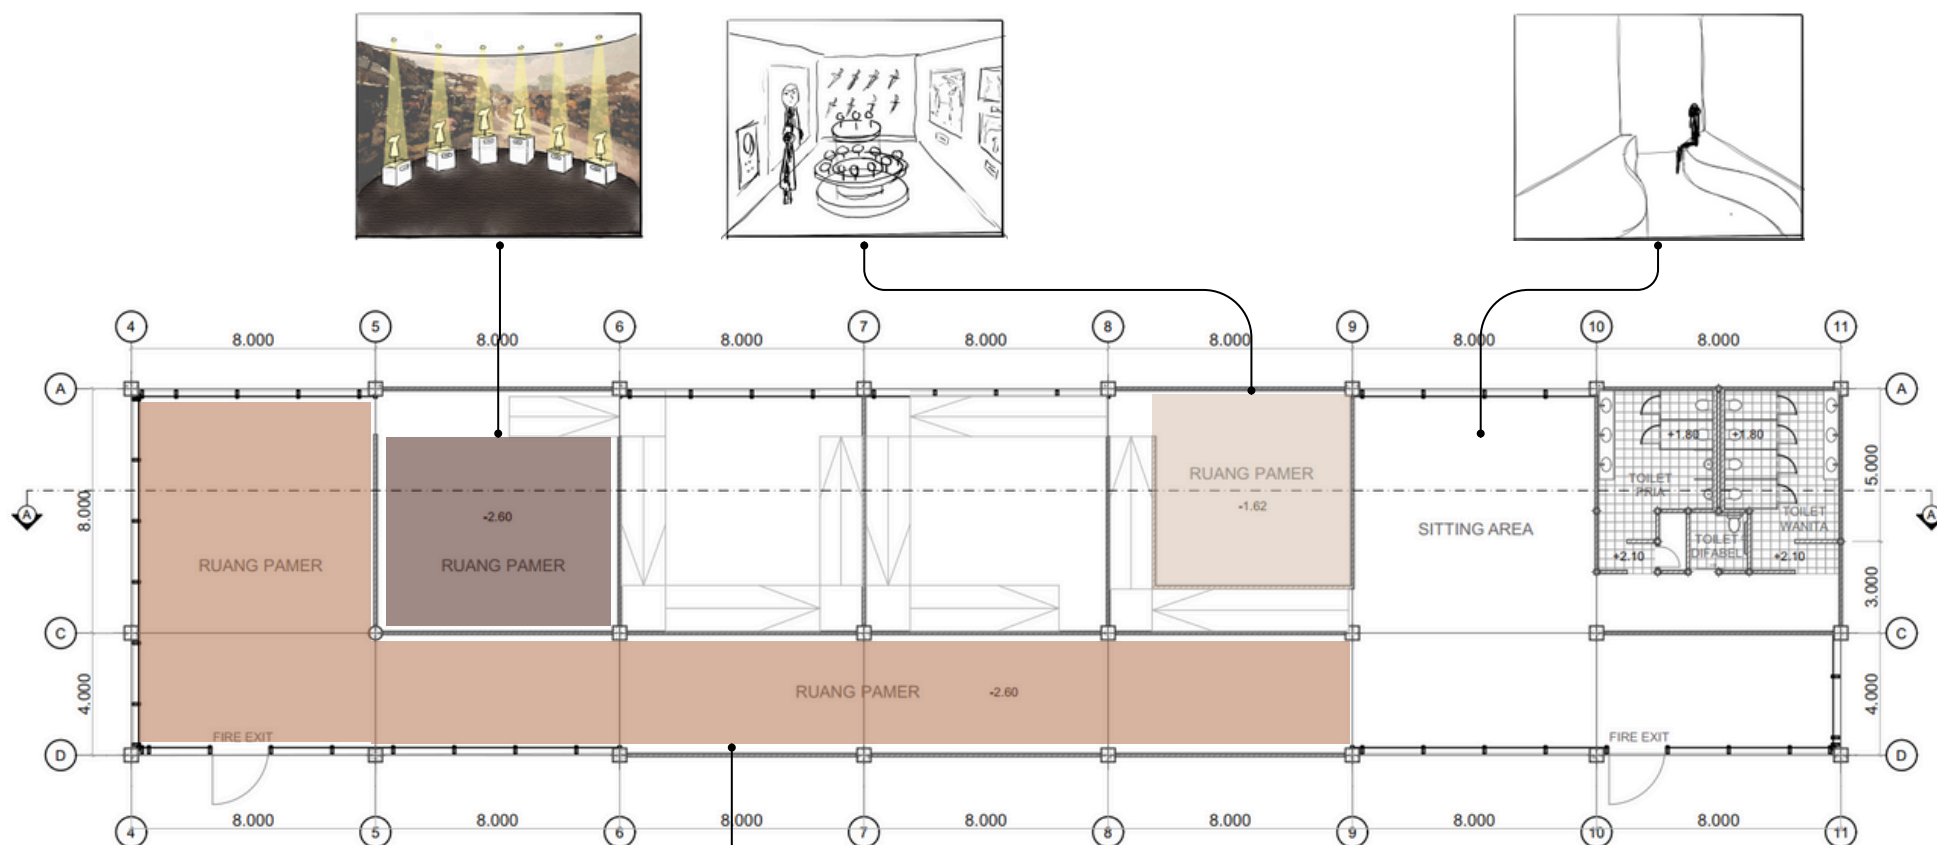 4 5 6 7 8 9 10 11
8.000 8.000 8.000 8.000 8.000 8.000 8.000
A A
+1.80 +1.80
5.000
RUANG PAMER
TOILET
PRIA
A A
8.000
-1.62
-2.60
TOILET
WANITA
SITTING AREA
TOILET
DIFABEL
+2.10 +2.10
RUANG PAMER
RUANG PAMER
3.000
C C
RUANG PAMER -2.60
4.000 4.000
FIRE EXIT FIRE EXIT
D D
8.000 8.000 8.000 8.000 8.000 8.000 8.000
4 5 6 7 8 9 10 11